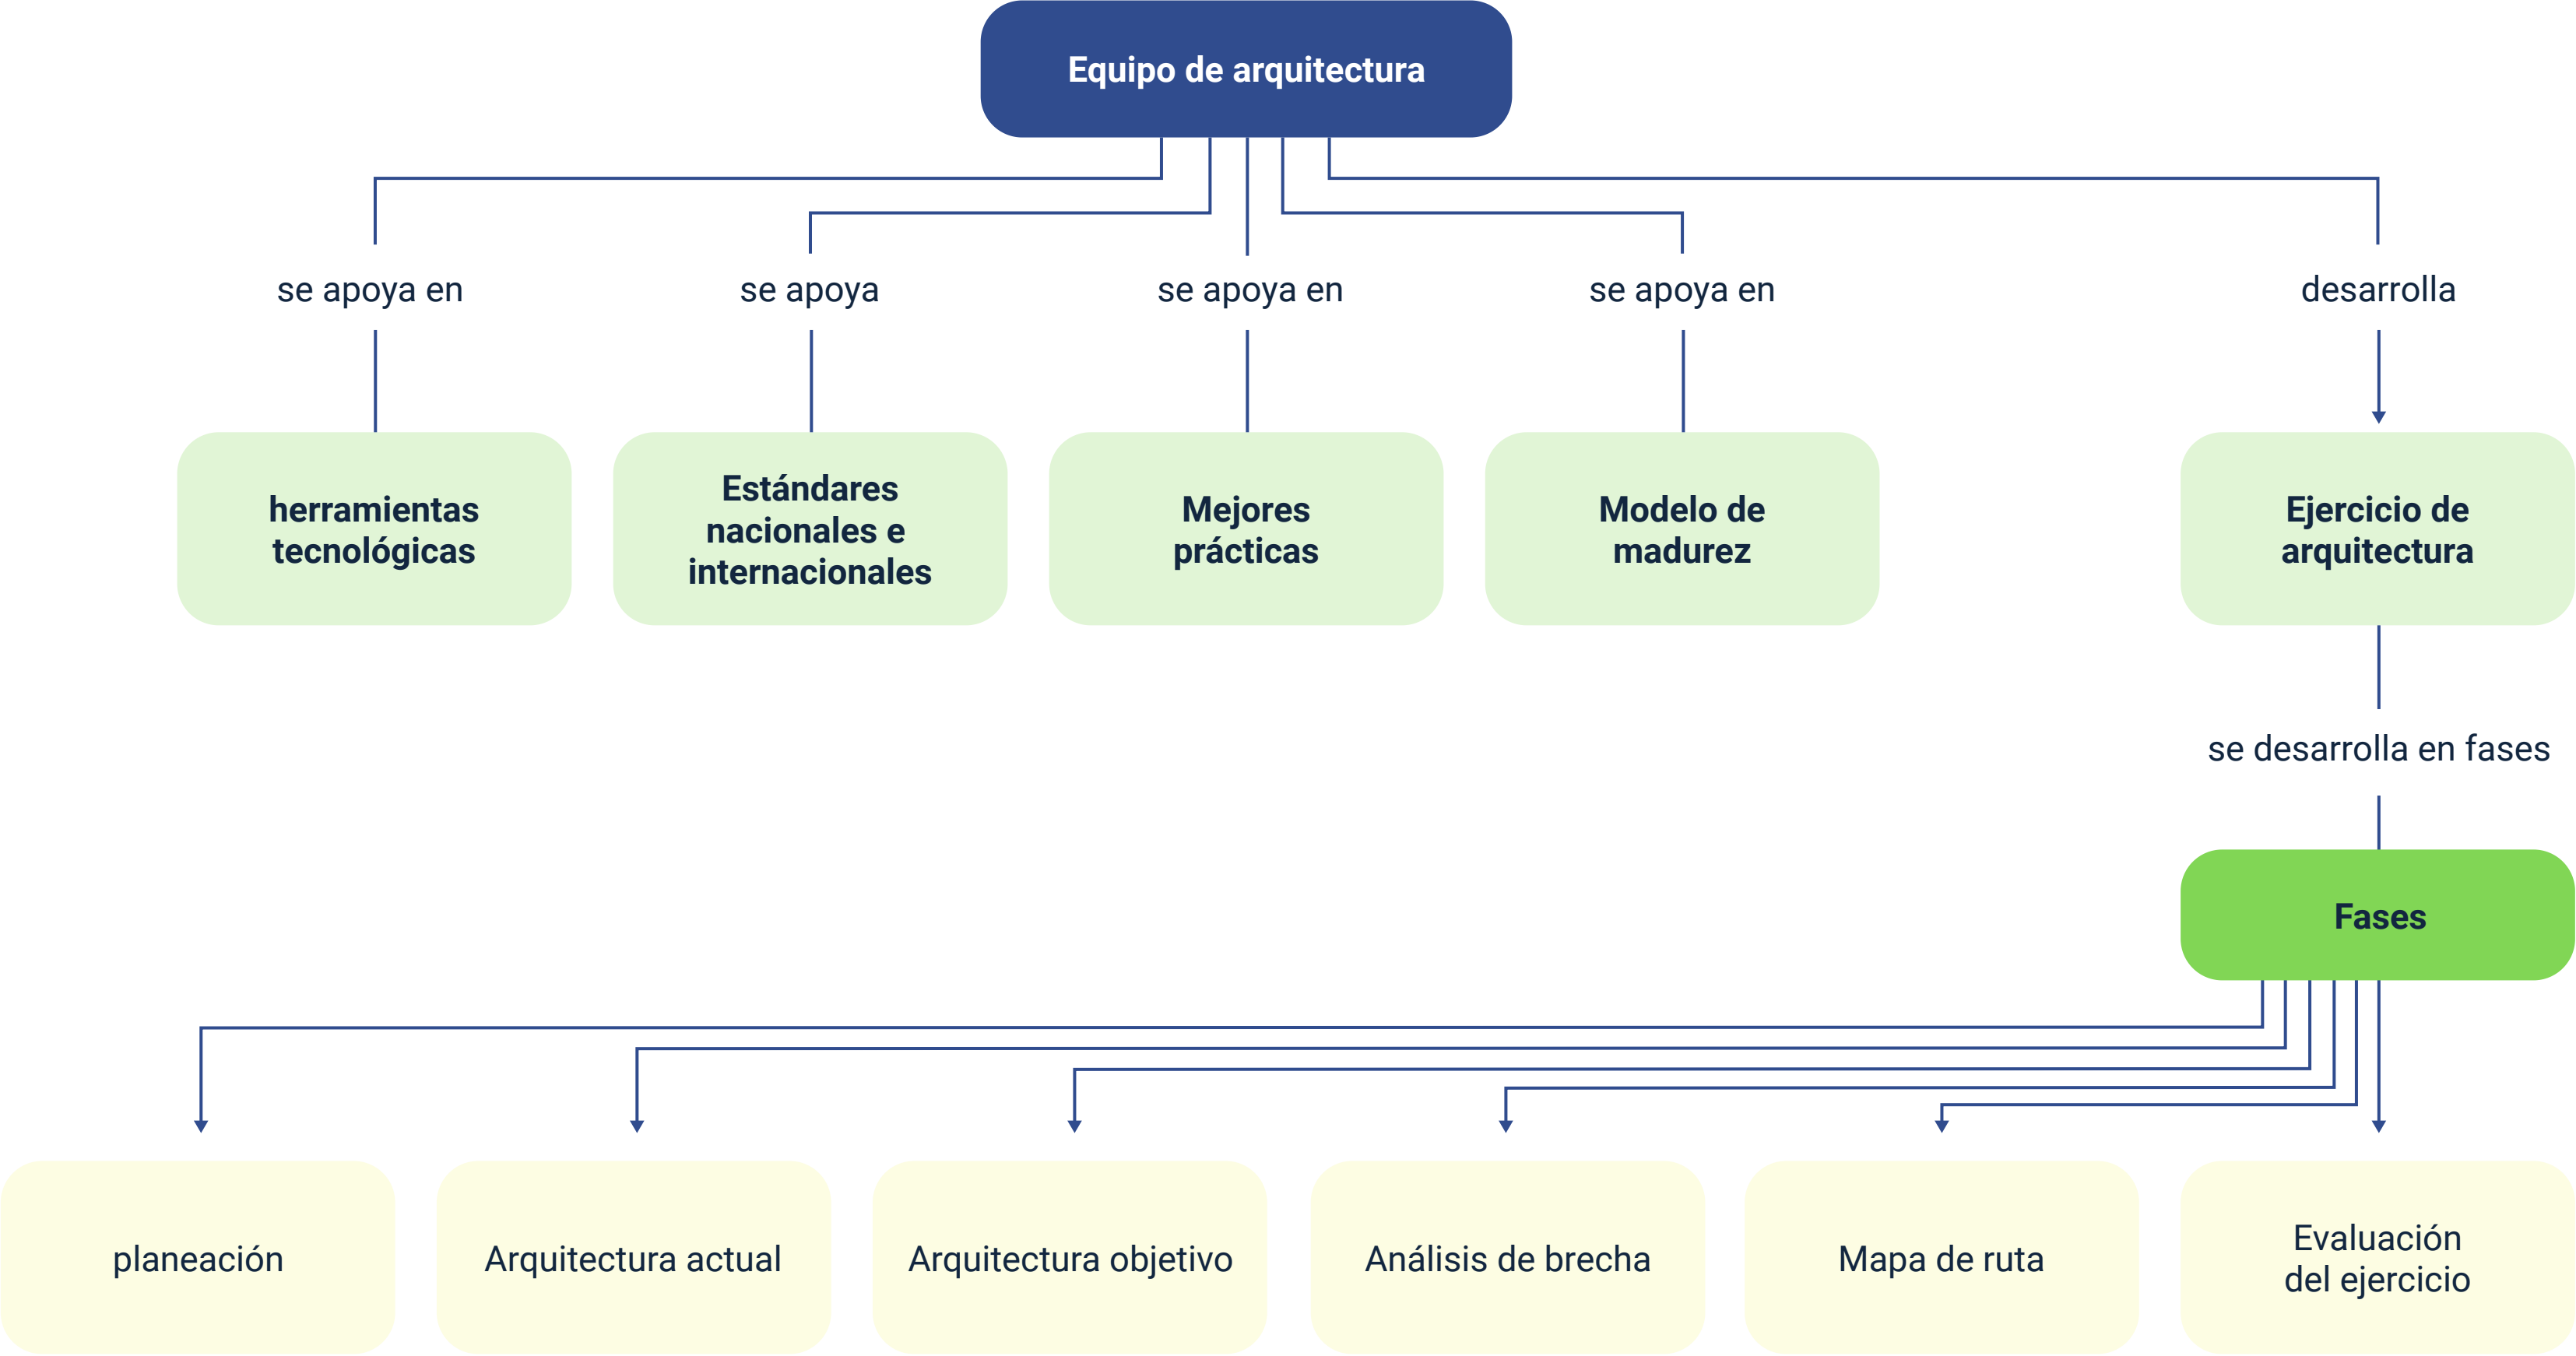 Equipo de arquitectura
se apoya en
se apoya
se apoya en
se apoya en
desarrolla
herramientas
tecnológicas
Estándares
nacionales e
internacionales
Mejores
prácticas
Modelo de
madurez
Ejercicio de
arquitectura
se desarrolla en fases
Fases
planeación
Arquitectura actual
Arquitectura objetivo
Análisis de brecha
Mapa de ruta
Evaluación
del ejercicio